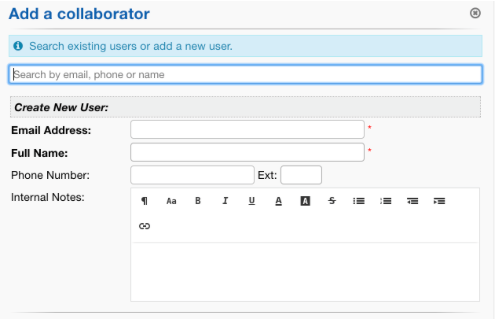 Add a collaborator
Search existing users or add a new user.
Search by email, phone or name
Create New User:
Email Address: *
Full Name: *
Phone Number: Ext:
Internal Notes:
¶ Aa B I U A A S